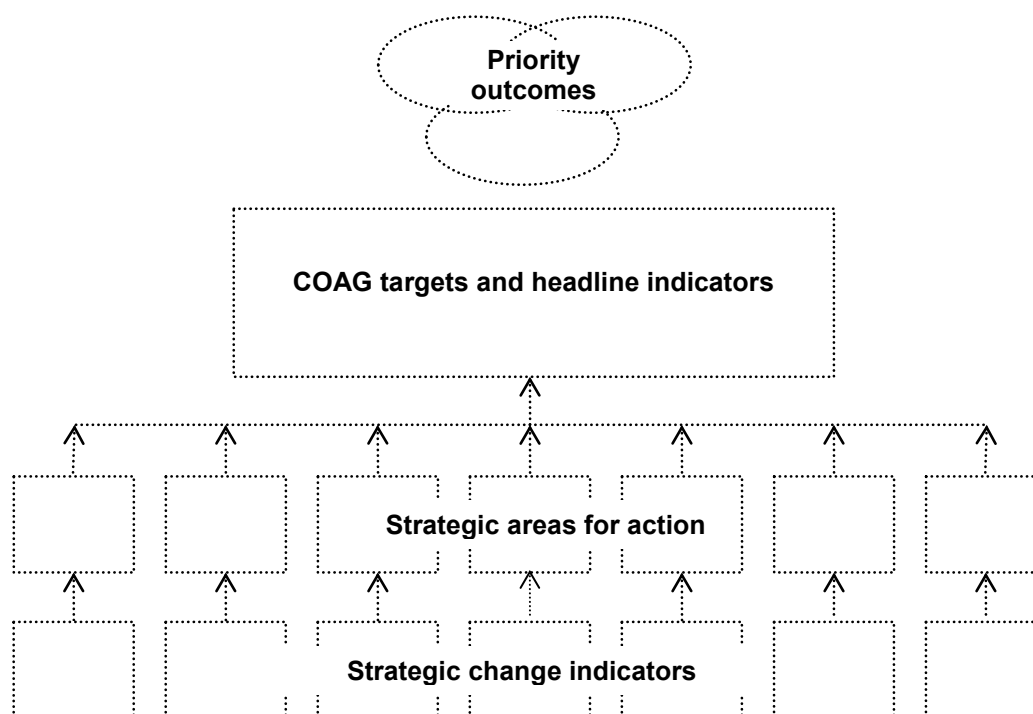 Priority
outcomes
COAG targets and headline indicators
Strategic areas for action
Strategic change indicators